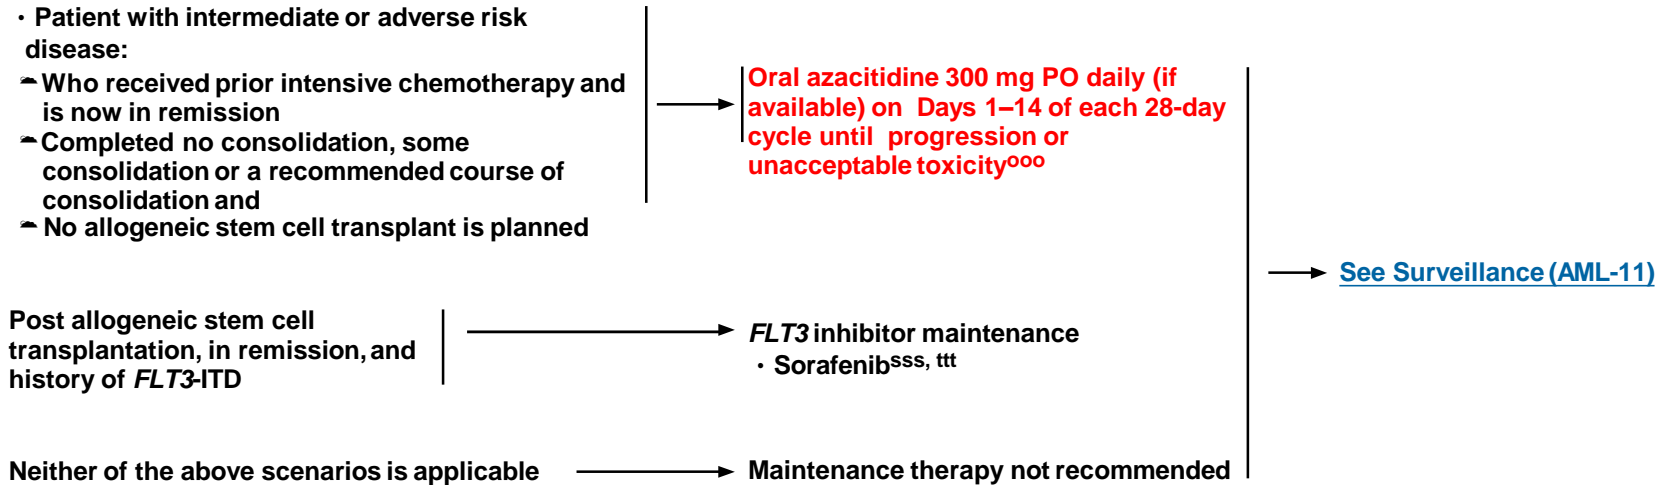 ・Patient with intermediate or adverse risk
disease:
Who received prior intensive chemotherapy and
is now in remission
Completed no consolidation, some
consolidation or a recommended course of
consolidation and
No allogeneic stem cell transplant is planned
Oral azacitidine 300 mg PO daily (if
available) on Days 1–14 of each 28-day
cycle until progression or
unacceptable toxicityooo
See Surveillance (AML-11)
Post allogeneic stem cell
transplantation, in remission, and
history of FLT3-ITD
FLT3 inhibitor maintenance
・Sorafenibsss, ttt
Neither of the above scenarios is applicable
Maintenance therapy not recommended